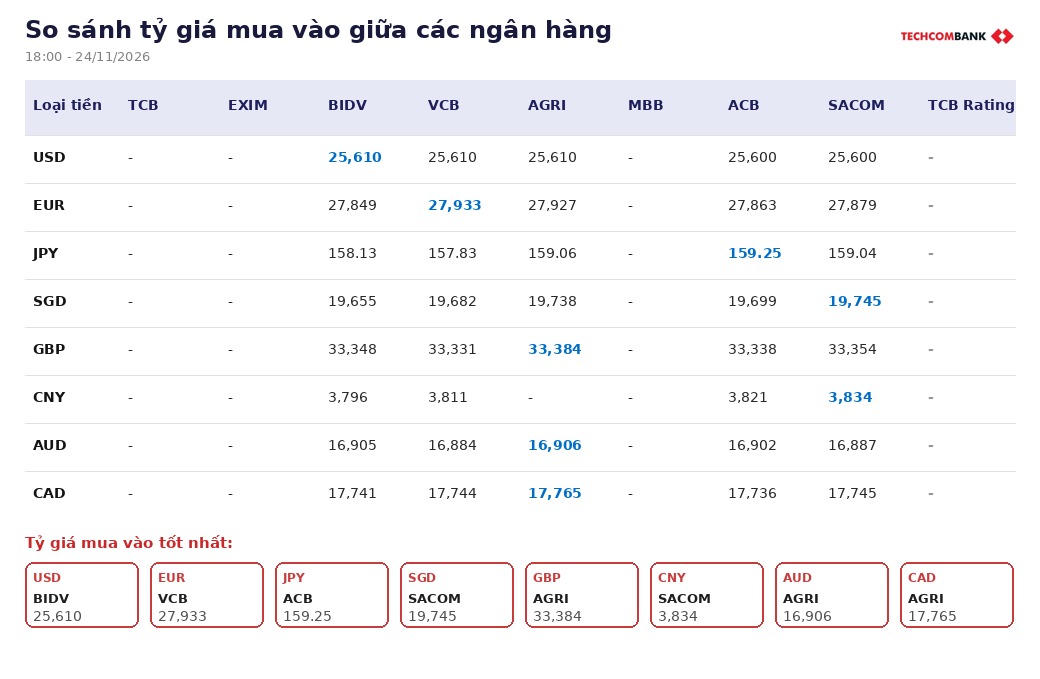 So sánh tỷ giá mua vào giữa các ngân hàng
18:00 - 24/11/2026
TECHCOMBANK
Loại tiền TCB EXIM BIDV VCB AGRI MBB ACB SACOM TCB Rating
USD - - 25,610 25,610 25,610 - 25,600 25,600 -
EUR - - 27,849 27,933 27,927 - 27,863 27,879 -
JPY - - 158.13 157.83 159.06 - 159.25 159.04 -
SGD - - 19,655 19,682 19,738 - 19,699 19,745 -
GBP - - 33,348 33,331 33,384 - 33,338 33,354 -
CNY - - 3,796 3,811 - - 3,821 3,834 -
AUD - - 16,905 16,884 16,906 - 16,902 16,887 -
CAD - - 17,741 17,744 17,765 - 17,736 17,745 -
Tỷ giá mua vào tốt nhất:
USD EUR JPY SGD GBP CNY AUD CAD
BIDV VCB ACB SACOM AGRI SACOM AGRI AGRI
25,610 27,933 159.25 19,745 33,384 3,834 16,906 17,765